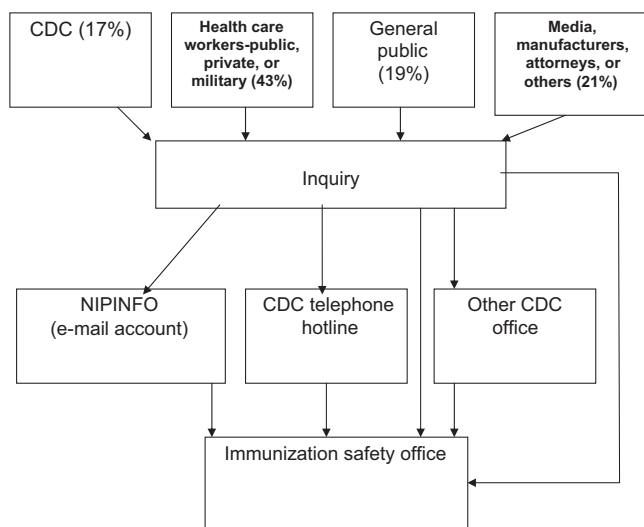 CDC (17%)
Health care
workers-public,
private, or
military (43%)
General
public
(19%)
Media,
manufacturers,
attorneys, or
others (21%)
Inquiry
NIPINFO
(e-mail account)
CDC telephone
hotline
Other CDC
office
Immunization safety office